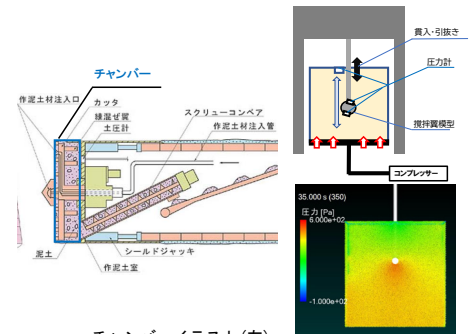 チャンバー
作泥土材注入口
カッタ
練混ぜ翼
土圧計
スクリューコンベア
作泥土材注入管
泥土
シールドジャッキ
作泥土室
貫入・引抜き
圧力計
撹拌翼模型
コンプレッサー
35.000 s (350)
圧力 [Pa]
6.000e+02
-1.000e+02